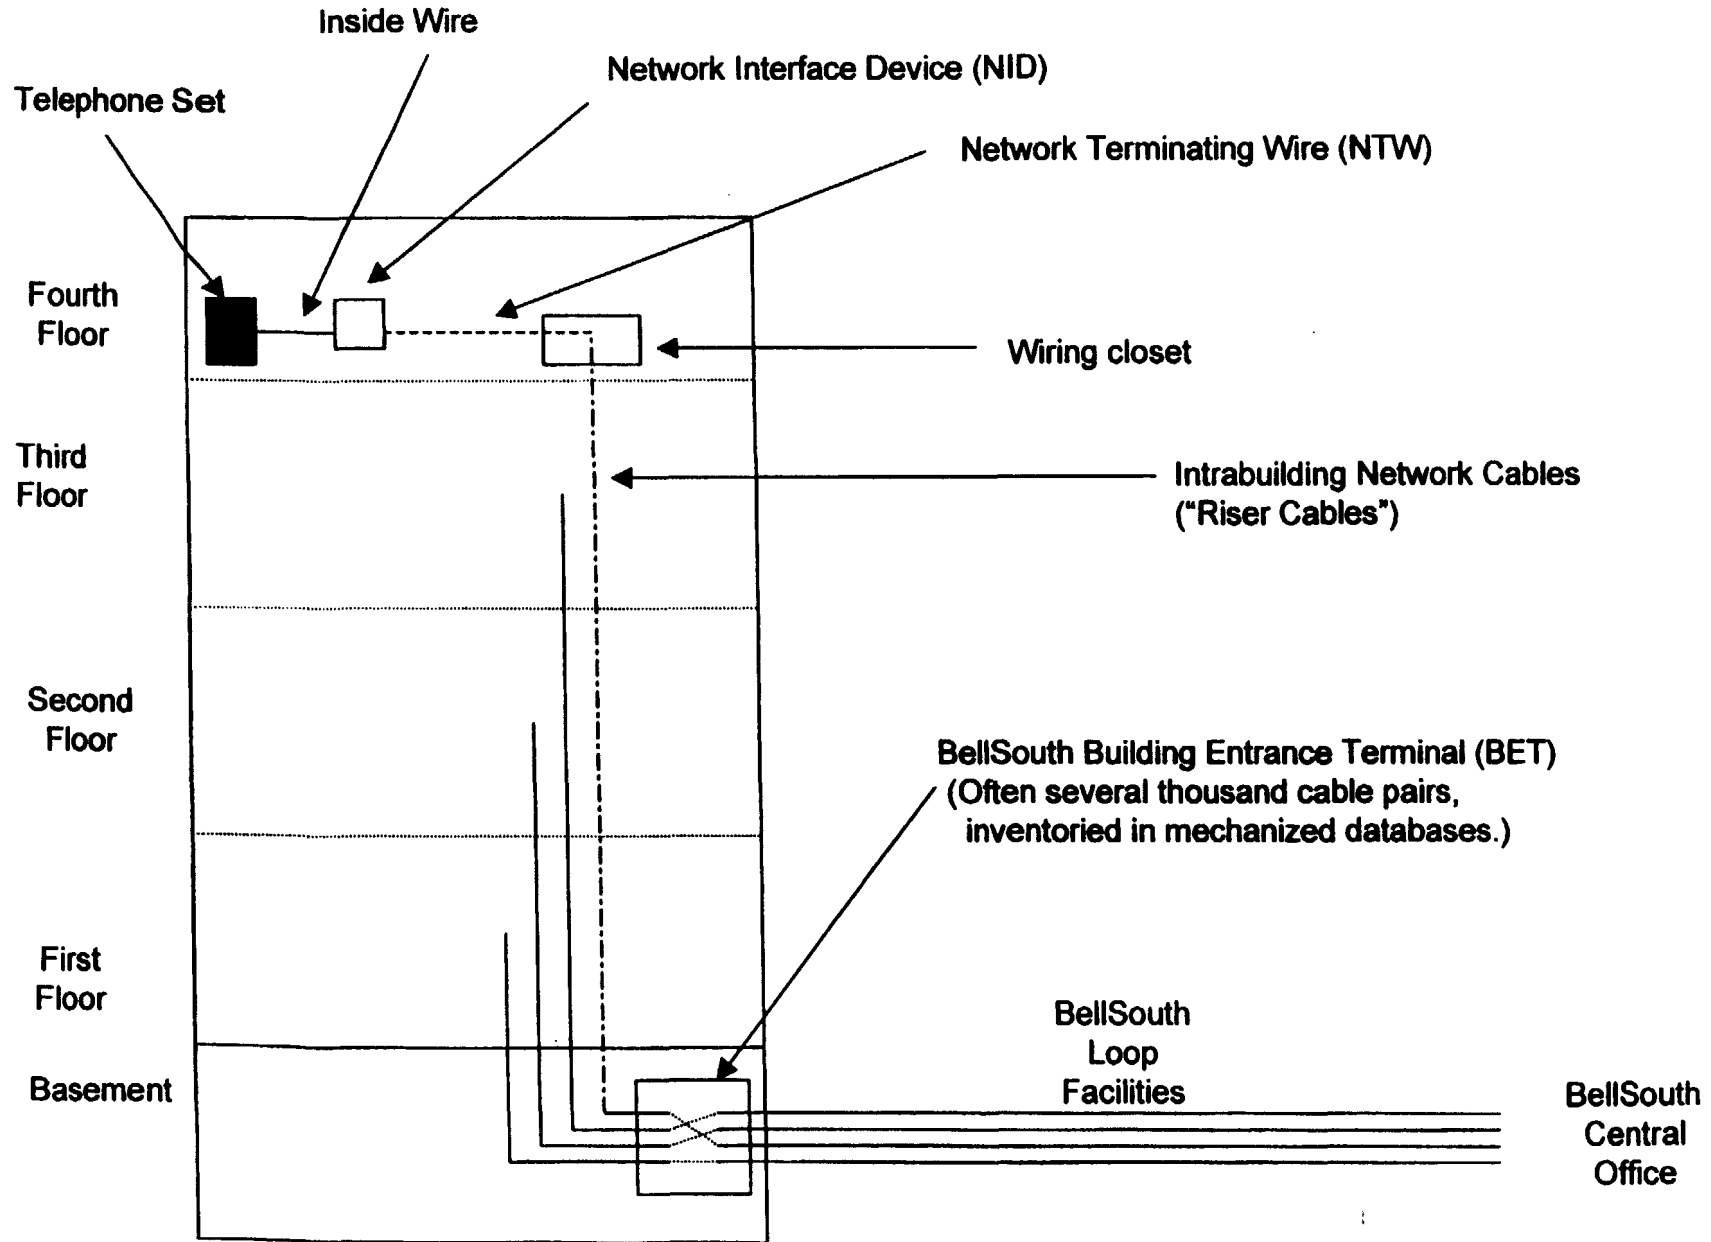 Inside Wire
Network Interface Device (NID)
Telephone Set
Network Terminating Wire (NTW)
Fourth
Floor
Wiring closet
Third
Floor
Intrabuilding Network Cables
("Riser Cables")
Second
Floor
BellSouth Building Entrance Terminal (BET)
(Often several thousand cable pairs,
inventoried in mechanized databases.)
First
Floor
BellSouth
Loop
Facilities
Basement
BellSouth
Central
Office